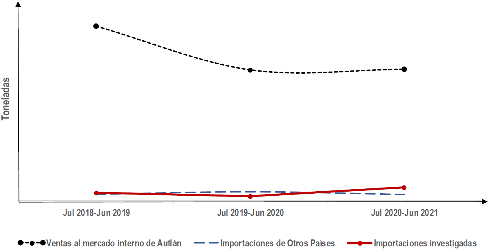 Toneladas
Jul 2018-Jun 2019
Jul 2019-Jun 2020
Jul 2020-Jun 2021
Ventas al mercado interno de Autlán
Importaciones de Otros Países
Importaciones investigadas